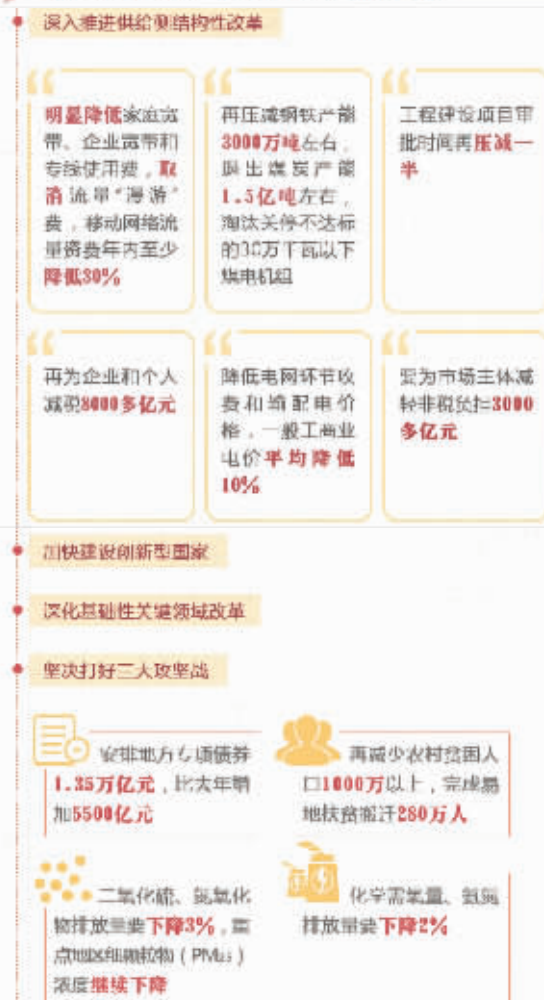 深入推进供给侧结构性改革
明显降低家庭宽
带、企业宽带和
专线使用费，取
消流量“漫游”
费，移动网络流
量资费年内至少
降低30%
再压减钢铁产能
3000万吨左右，
退出煤炭产能
1.5亿吨左右，
淘汰关停不达标
的30万千瓦以下
煤电机组
工程建设项目审
批时间再压减一
半
再为企业和个人
减税8000多亿元
降低电网环节收
费和输配电价
格，一般工商业
电价平均降低
10%
要为市场主体减
轻非税负担3000
多亿元
加快建设创新型国家
深化基础性关键领域改革
坚决打好三大攻坚战
安排地方专项债券
1.35万亿元，比去年增
加5500亿元
再减少农村贫困人
口1000万以上，完成易
地扶贫搬迁280万人
二氧化硫、氮氧化
物排放量要下降3%，重
点地区细颗粒物（PM2.5）
浓度继续下降
化学需氧量、氨氮
排放量要下降2%